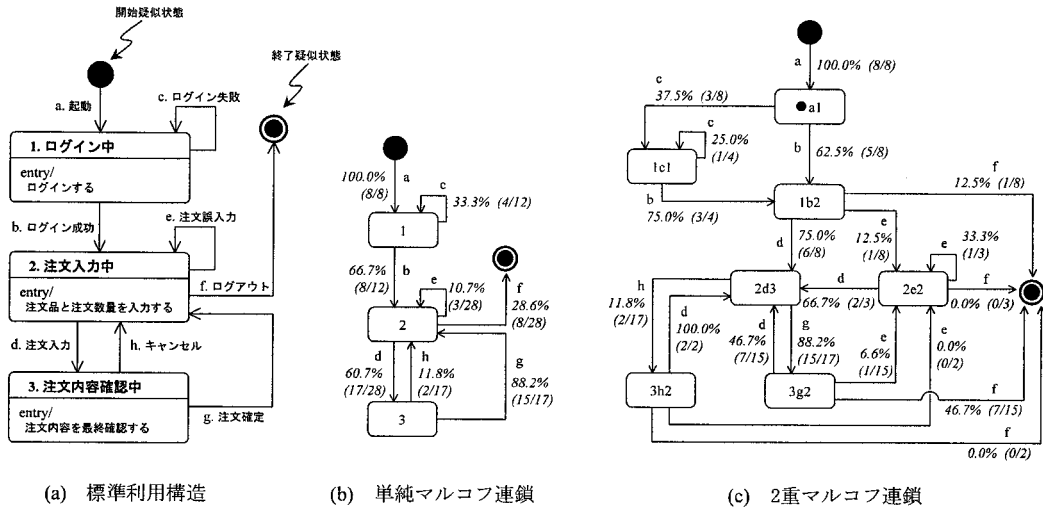 開始疑似状態
終了疑似状態
a. 起動
c. ログイン失敗
1. ログイン中
entry/
ログインする
b. ログイン成功
e. 注文誤入力
2. 注文入力中
entry/
注文品と注文数量を入力する
f. ログアウト
d. 注文入力
h. キャンセル
3. 注文内容確認中
entry/
注文内容を最終確認する
g. 注文確定
(a) 標準利用構造
a
100.0%
(8/8)
c
33.3% (4/12)
1
b
66.7%
(8/12)
e
10.7%
(3/28)
f
28.6%
(8/28)
2
d
60.7%
(17/28)
h
11.8%
(2/17)
g
88.2%
(15/17)
3
(b) 単純マルコフ連鎖
a
100.0% (8/8)
c
37.5% (3/8)
●a1
c
25.0%
(1/4)
1c1
b
62.5% (5/8)
b
75.0% (3/4)
1b2
f
12.5% (1/8)
d
75.0%
(6/8)
e
12.5%
(1/8)
e
33.3%
(1/3)
h
11.8%
(2/17)
2d3
d
66.7% (2/3)
2e2
f
0.0% (0/3)
d
100.0%
(2/2)
d
46.7%
(7/15)
g
88.2%
(15/17)
e
6.6%
(1/15)
e
0.0%
(0/2)
3h2
3g2
f
46.7% (7/15)
f
0.0% (0/2)
(c) 2重マルコフ連鎖